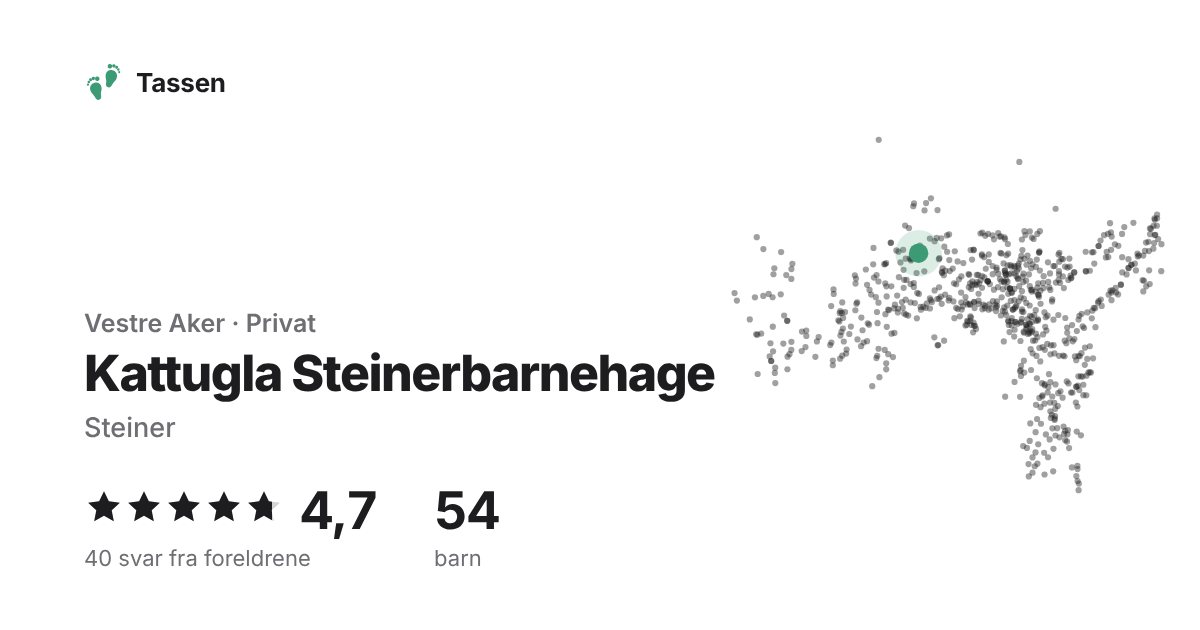 Tassen
Vestre Aker · Privat
Kattugla Steinerbarnehage
Steiner
4,7
54
40 svar fra foreldrene
barn